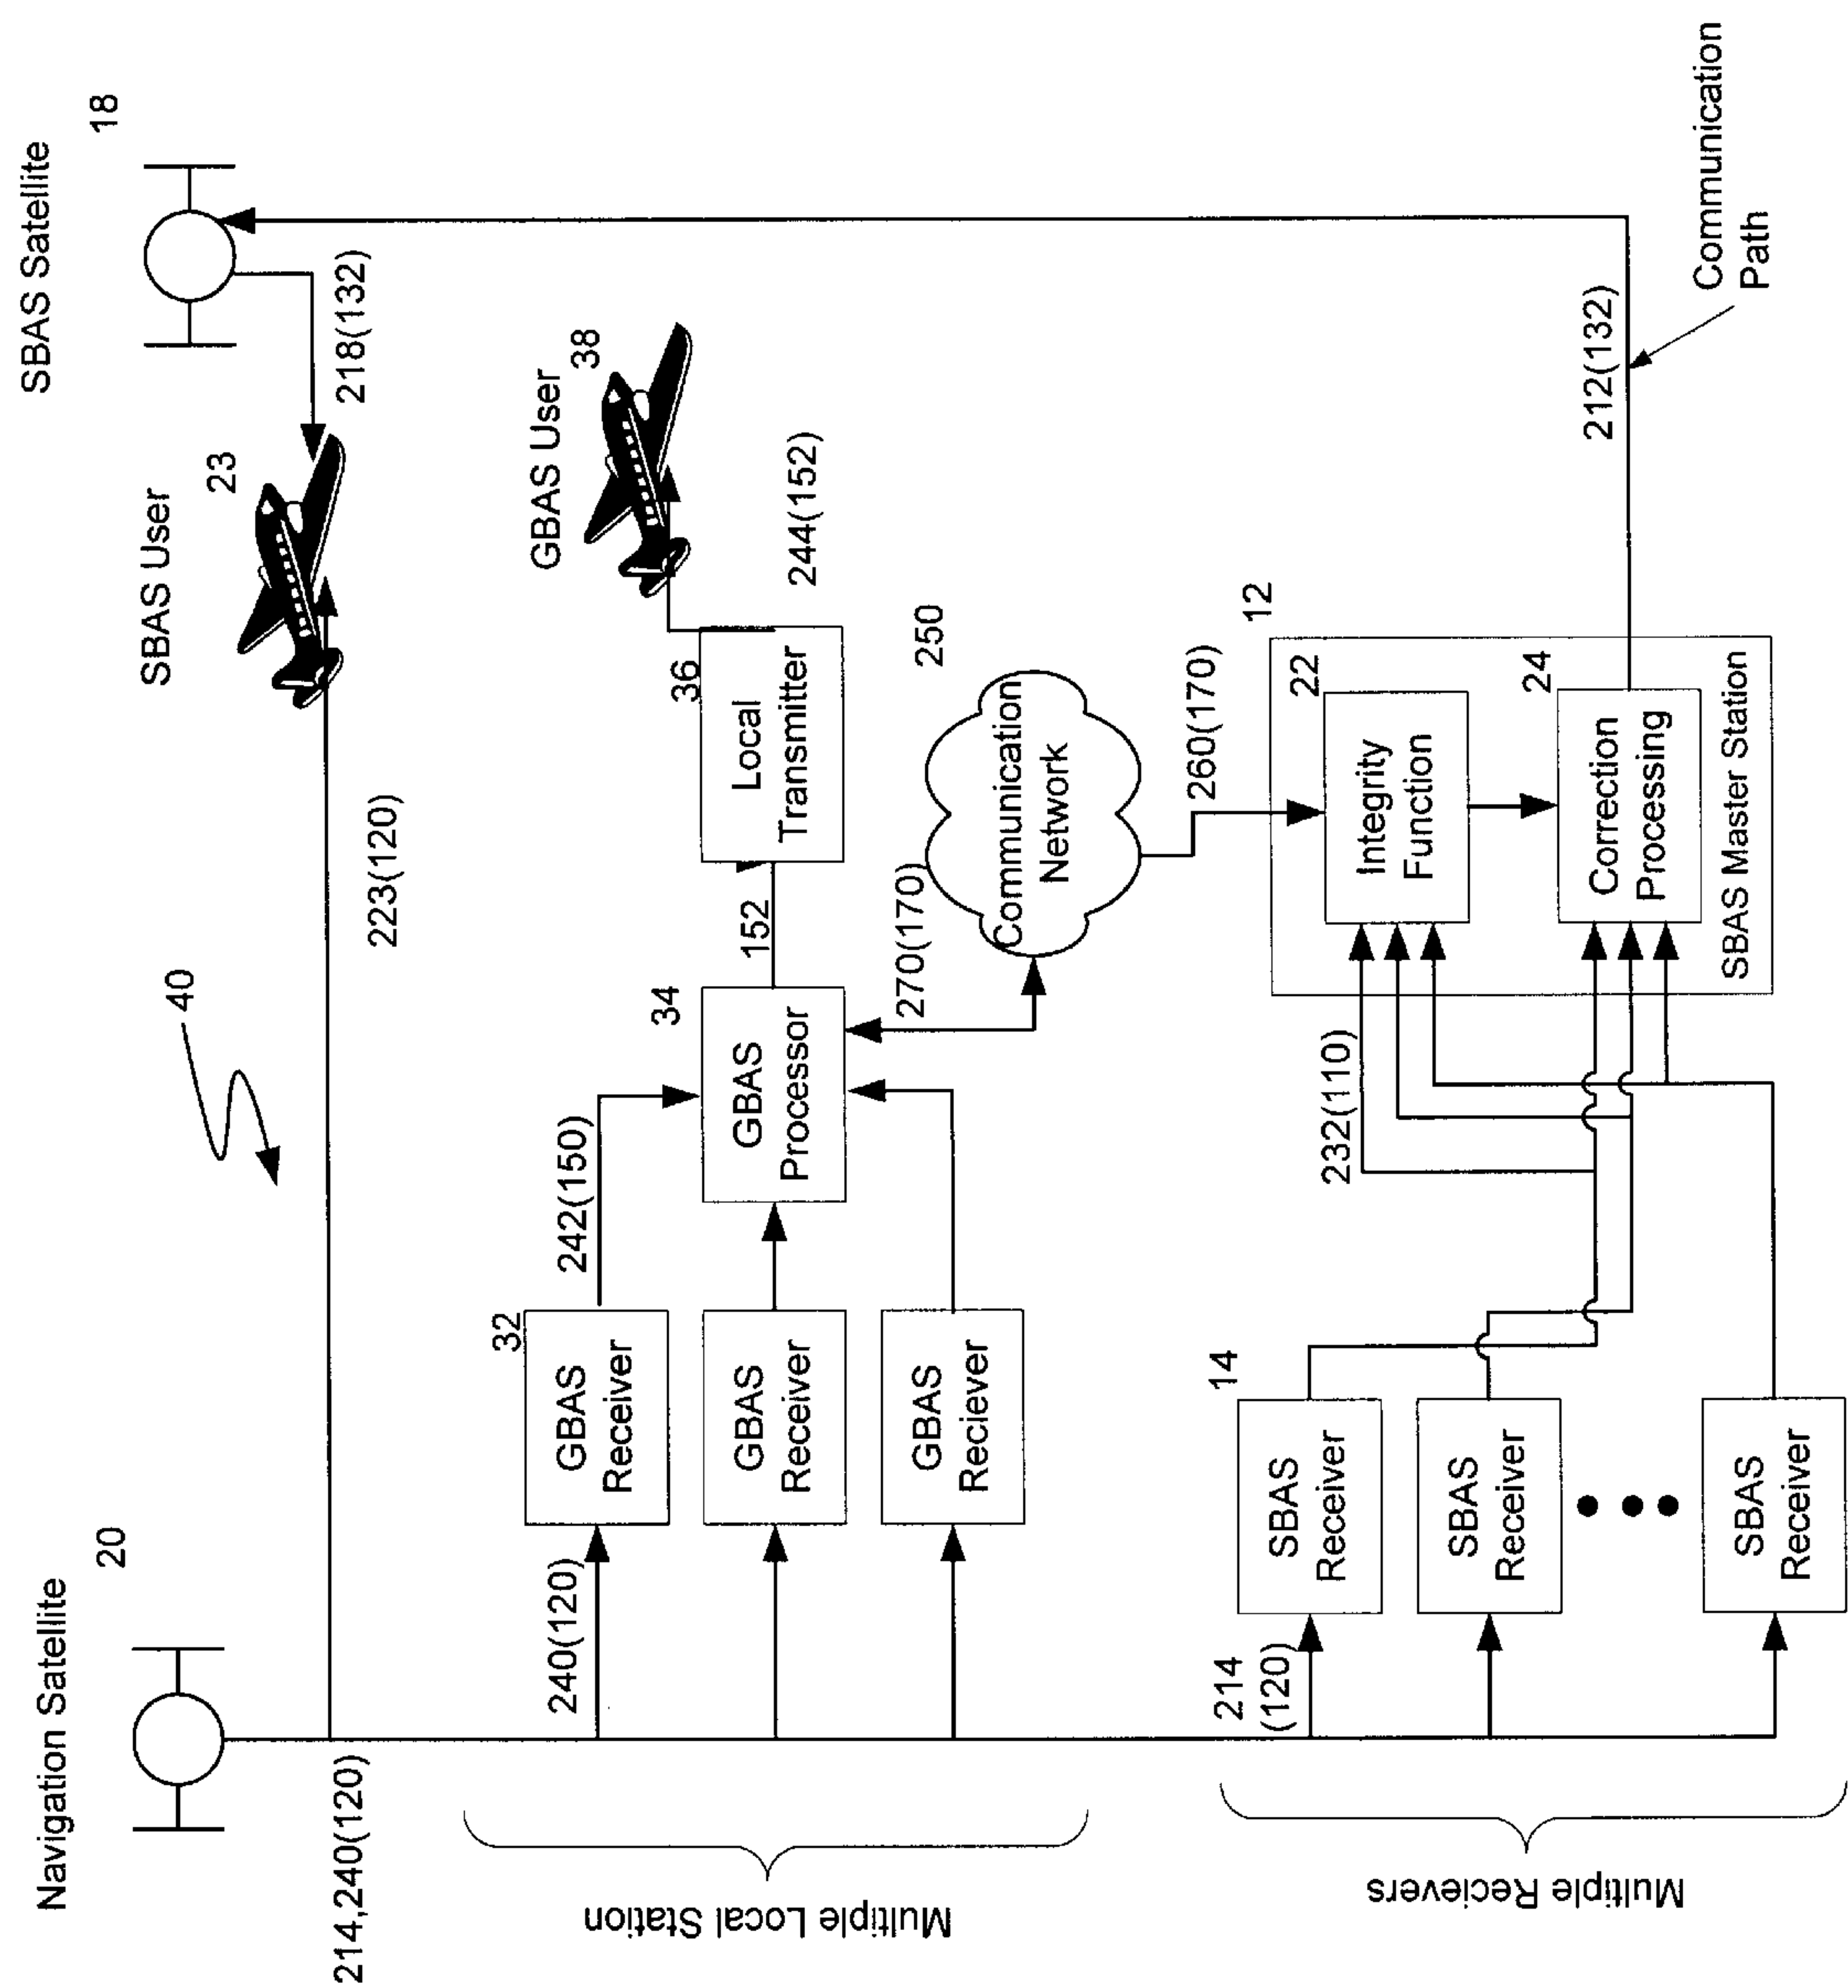 Navigation Satellite
20
SBAS Satellite
18
214,240(120)
40
223(120)
SBAS User
23
218(132)
Multiple Local Station
240(120)
32
GBAS
Receiver
GBAS
Receiver
GBAS
Reciever
242(150)
34
GBAS
Processor
152
36
Local
Transmitter
GBAS User
38
244(152)
270(170)
250
Communication
Network
260(170)
Multiple Recievers
214
(120)
14
SBAS
Receiver
SBAS
Receiver
SBAS
Receiver
232(110)
12
22
Integrity
Function
24
Correction
Processing
SBAS Master Station
212(132)
Communication
Path